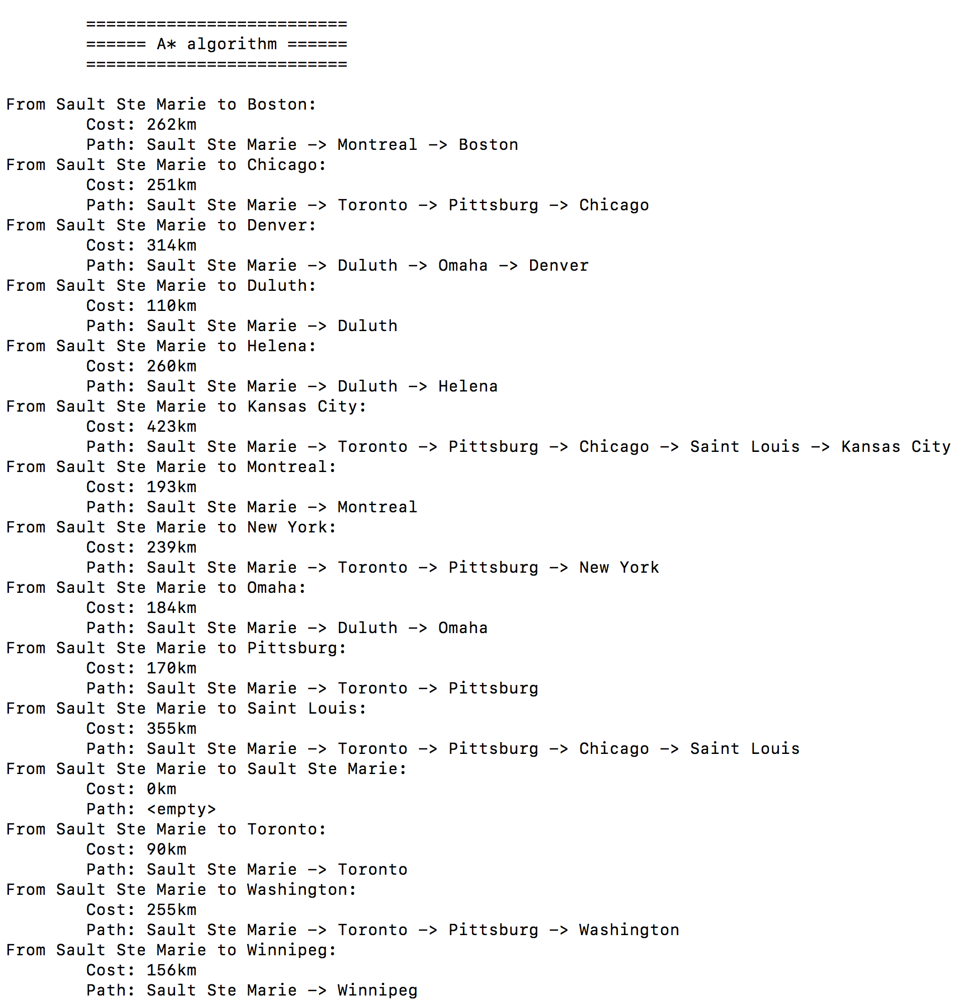 ==========================
====== A* algorithm ======
==========================
From Sault Ste Marie to Boston:
Cost: 262km
Path: Sault Ste Marie -> Montreal -> Boston
From Sault Ste Marie to Chicago:
Cost: 251km
Path: Sault Ste Marie -> Toronto -> Pittsburg -> Chicago
From Sault Ste Marie to Denver:
Cost: 314km
Path: Sault Ste Marie -> Duluth -> Omaha -> Denver
From Sault Ste Marie to Duluth:
Cost: 110km
Path: Sault Ste Marie -> Duluth
From Sault Ste Marie to Helena:
Cost: 260km
Path: Sault Ste Marie -> Duluth -> Helena
From Sault Ste Marie to Kansas City:
Cost: 423km
Path: Sault Ste Marie -> Toronto -> Pittsburg -> Chicago -> Saint Louis -> Kansas City
From Sault Ste Marie to Montreal:
Cost: 193km
Path: Sault Ste Marie -> Montreal
From Sault Ste Marie to New York:
Cost: 239km
Path: Sault Ste Marie -> Toronto -> Pittsburg -> New York
From Sault Ste Marie to Omaha:
Cost: 184km
Path: Sault Ste Marie -> Duluth -> Omaha
From Sault Ste Marie to Pittsburg:
Cost: 170km
Path: Sault Ste Marie -> Toronto -> Pittsburg
From Sault Ste Marie to Saint Louis:
Cost: 355km
Path: Sault Ste Marie -> Toronto -> Pittsburg -> Chicago -> Saint Louis
From Sault Ste Marie to Sault Ste Marie:
Cost: 0km
Path: <empty>
From Sault Ste Marie to Toronto:
Cost: 90km
Path: Sault Ste Marie -> Toronto
From Sault Ste Marie to Washington:
Cost: 255km
Path: Sault Ste Marie -> Toronto -> Pittsburg -> Washington
From Sault Ste Marie to Winnipeg:
Cost: 156km
Path: Sault Ste Marie -> Winnipeg